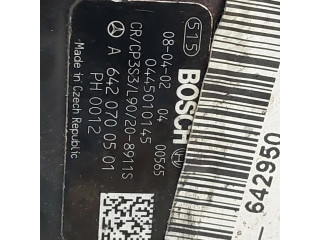 515 BOSCH
08-04-02 04 00565
0445010145
CR/CP3S3/L90/20-8911S
A 642 070 05 01
PH 0012
Made in Czech Republic
642950